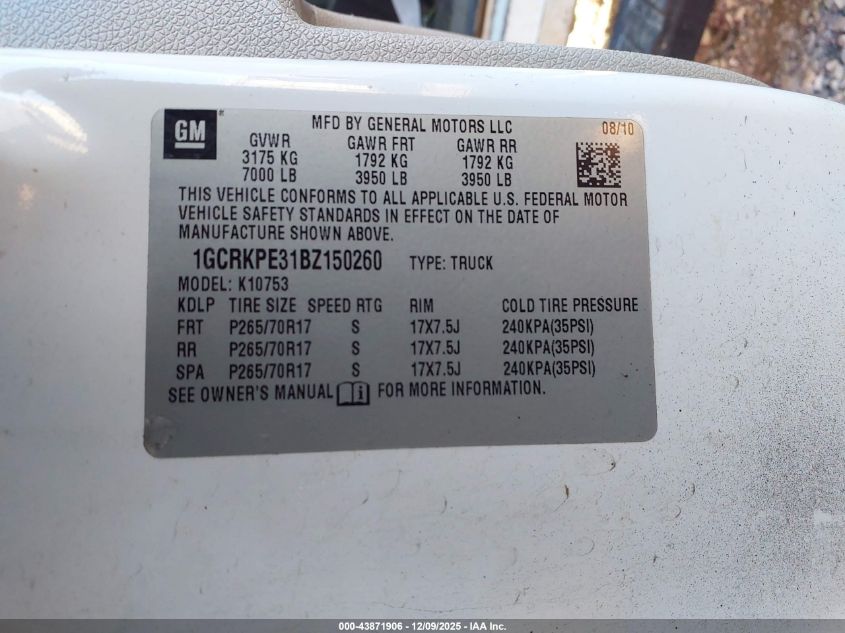 GM
MFD BY GENERAL MOTORS LLC 08/10
GVWR GAWR FRT GAWR RR
3175 KG 1792 KG 1792 KG
7000 LB 3950 LB 3950 LB
THIS VEHICLE CONFORMS TO ALL APPLICABLE U.S. FEDERAL MOTOR
VEHICLE SAFETY STANDARDS IN EFFECT ON THE DATE OF
MANUFACTURE SHOWN ABOVE.
1GCRKPE31BZ150260 TYPE: TRUCK
MODEL: K10753
KDLP TIRE SIZE SPEED RTG RIM COLD TIRE PRESSURE
FRT P265/70R17 S 17X7.5J 240KPA(35PSI)
RR P265/70R17 S 17X7.5J 240KPA(35PSI)
SPA P265/70R17 S 17X7.5J 240KPA(35PSI)
SEE OWNER'S MANUAL FOR MORE INFORMATION.
000-43871906 - 12/09/2025 - IAA Inc.